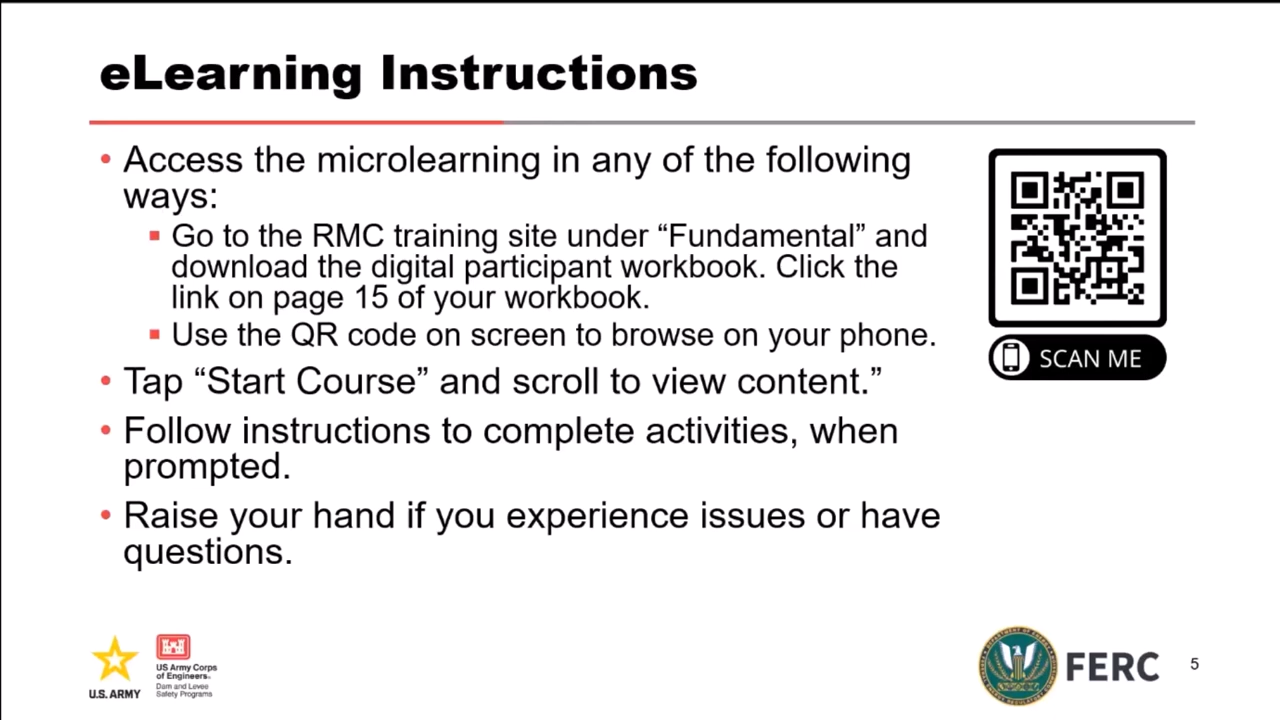 eLearning Instructions
• Access the microlearning in any of the following
ways:
▪ Go to the RMC training site under “Fundamental” and
download the digital participant workbook. Click the
link on page 15 of your workbook.
▪ Use the QR code on screen to browse on your phone.
• Tap “Start Course” and scroll to view content.”
• Follow instructions to complete activities, when
prompted.
• Raise your hand if you experience issues or have
questions.
SCAN ME
U.S. ARMY
US Army Corps
of Engineers®
Dam and Levee
Safety Programs
FERC
5